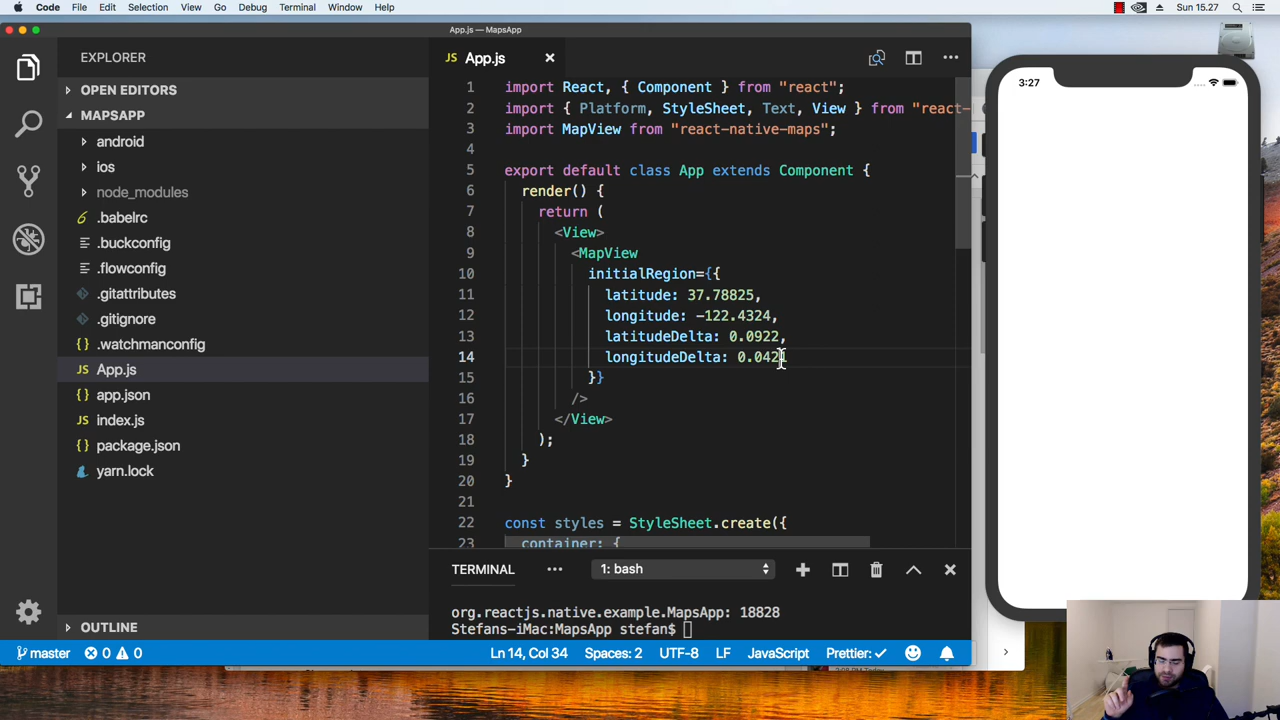 Code File Edit Selection View Go Debug Terminal Window Help Sun 15.27
App.js — MapsApp
EXPLORER
OPEN EDITORS
MAPSAPP
android
ios
node_modules
.babelrc
.buckconfig
.flowconfig
.gitattributes
.gitignore
.watchmanconfig
JS App.js
{} app.json
JS index.js
{} package.json
yarn.lock
OUTLINE
JS App.js
1 import React, { Component } from "react";
2 import { Platform, StyleSheet, Text, View } from "react-
3 import MapView from "react-native-maps";
4
5 export default class App extends Component {
6 render() {
7 return (
8 <View>
9 <MapView
10 initialRegion={{
11 latitude: 37.78825,
12 longitude: -122.4324,
13 latitudeDelta: 0.0922,
14 longitudeDelta: 0.0421
15 }}
16 />
17 </View>
18 );
19 }
20 }
21
22 const styles = StyleSheet.create({
23 container: {
TERMINAL ••• 1: bash
org.reactjs.native.example.MapsApp: 18828
Stefans-iMac:MapsApp stefan$
master 0 0 Ln 14, Col 34 Spaces: 2 UTF-8 LF JavaScript Prettier: ✓
3:27